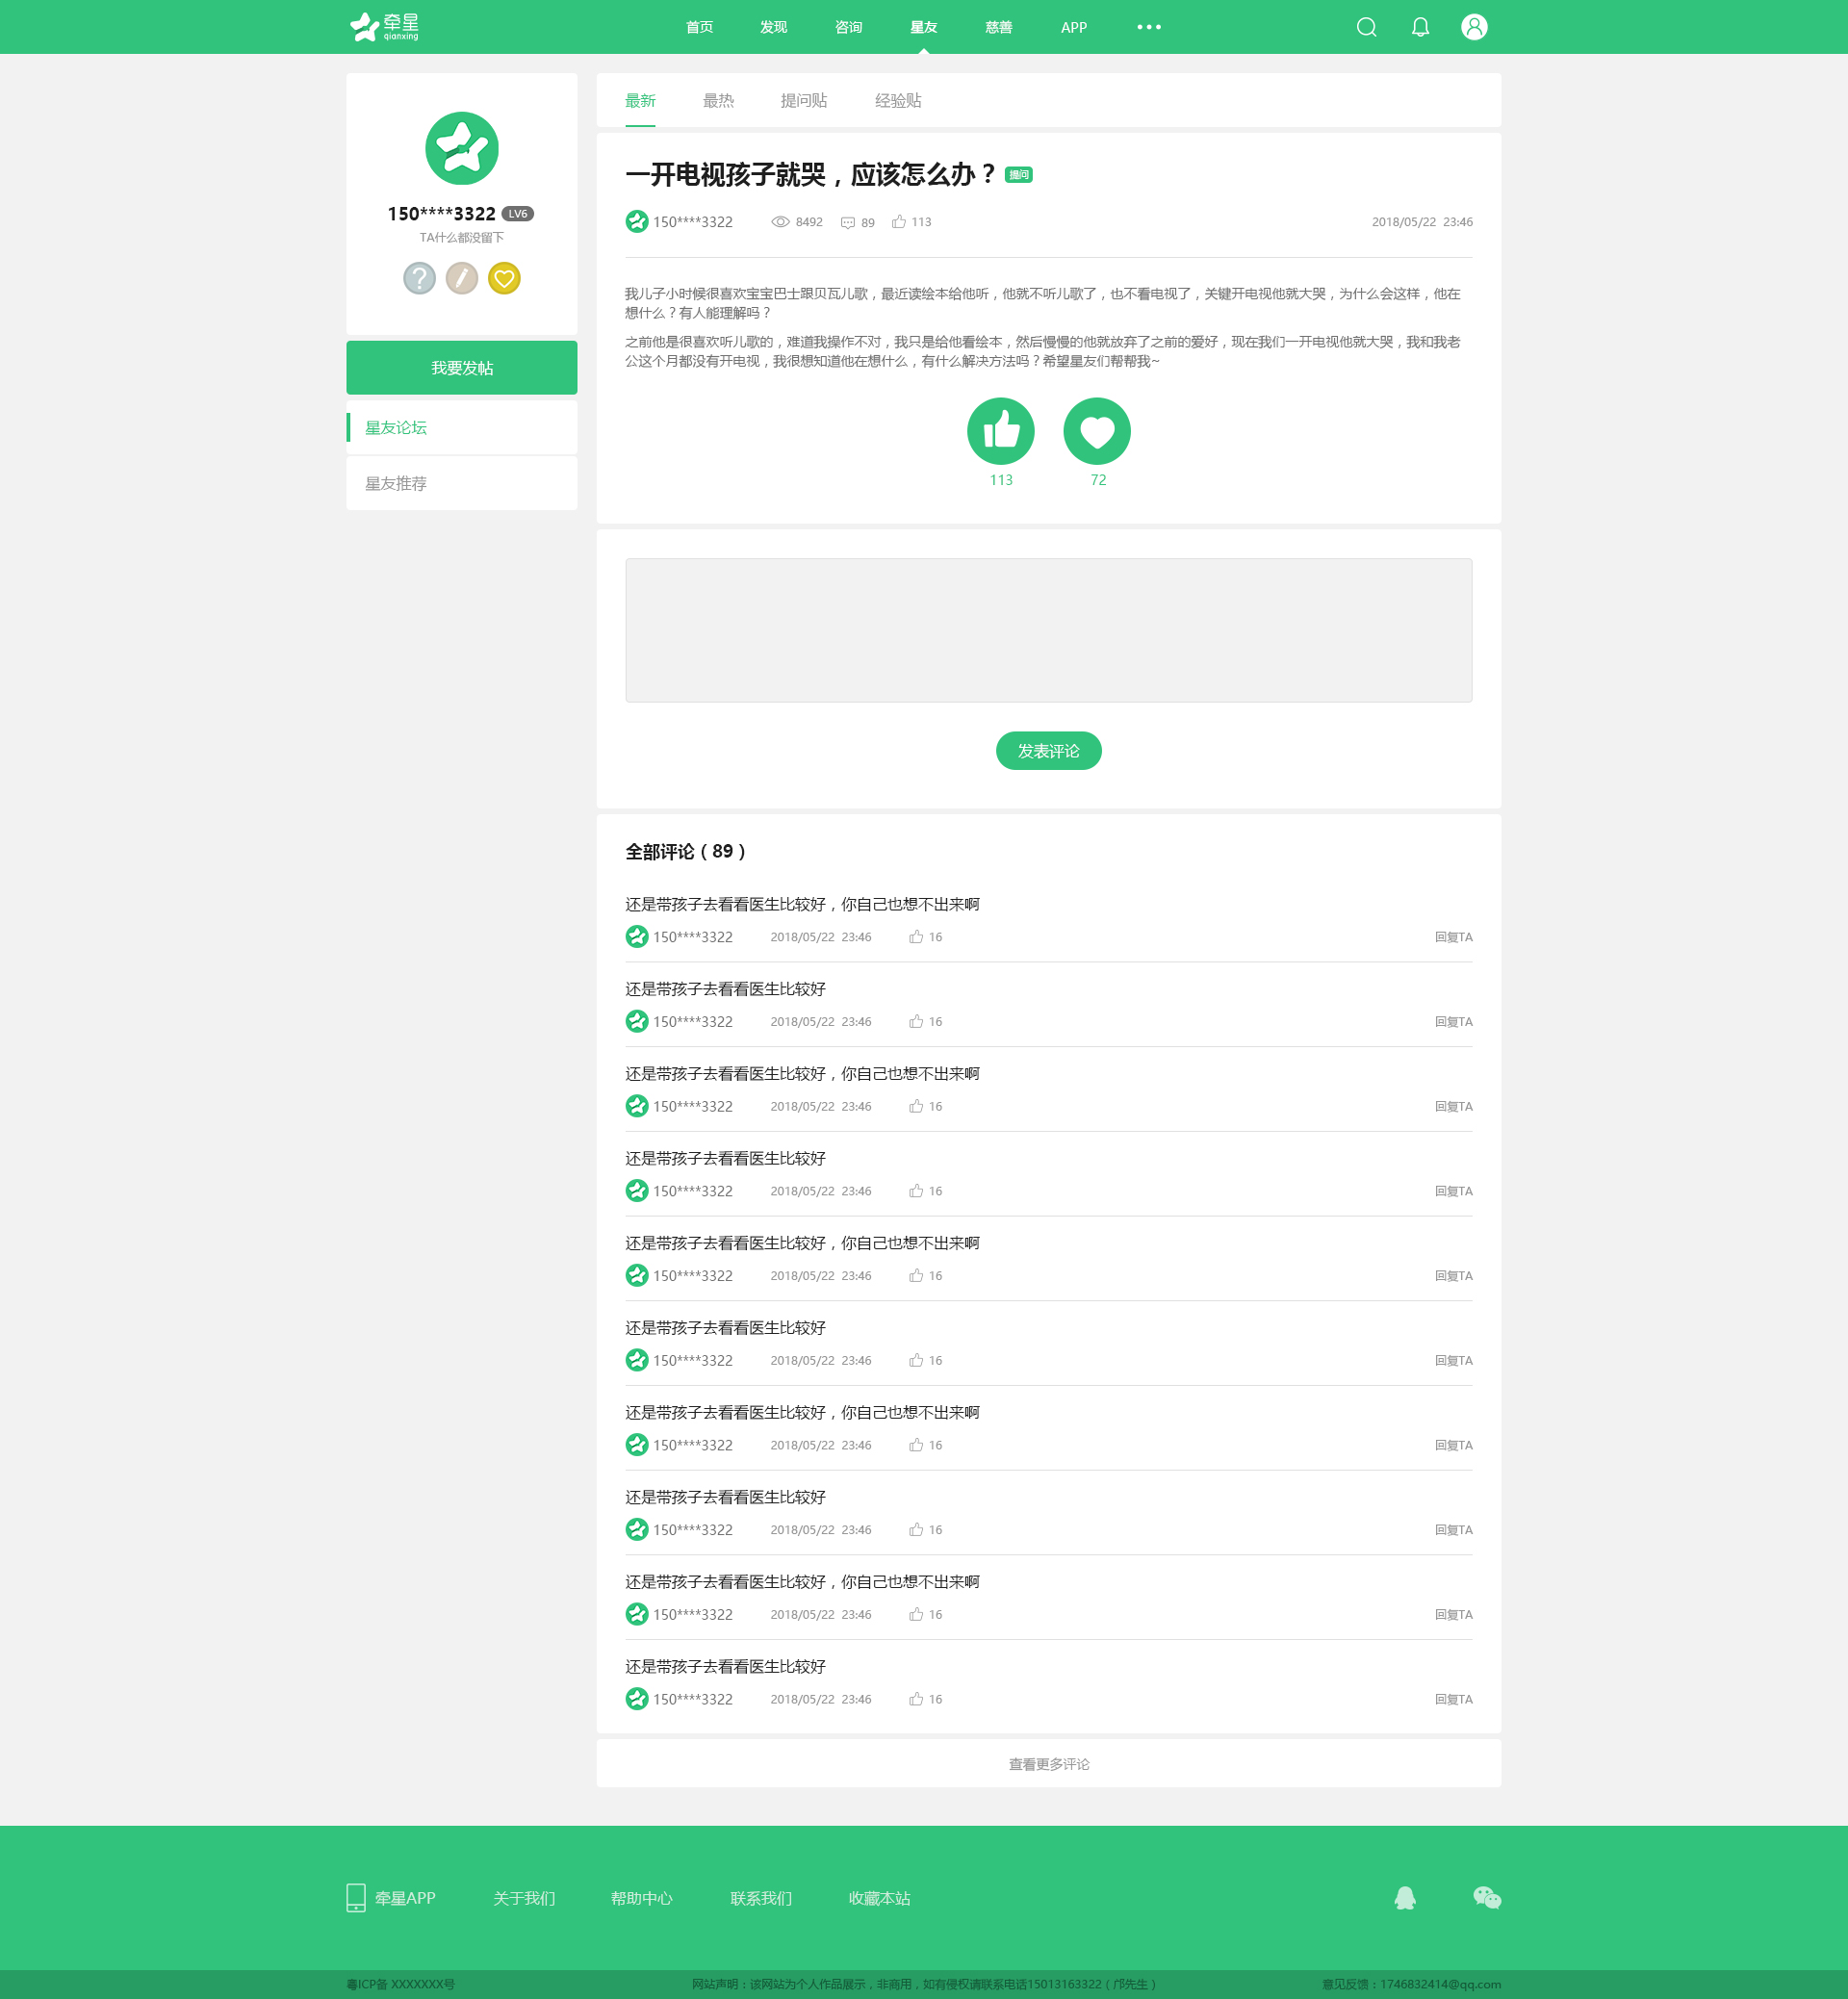 牵星
qianxing
首页 发现 咨询 星友 慈善 APP
150****3322 LV6
TA什么都没留下
我要发帖
星友论坛
星友推荐
最新 最热 提问贴 经验贴
一开电视孩子就哭，应该怎么办？ 提问
150****3322 8492 89 113 2018/05/22 23:46
我儿子小时候很喜欢宝宝巴士跟贝瓦儿歌，最近读绘本给他听，他就不听儿歌了，也不看电视了，关键开电视他就大哭，为什么会这样，他在
想什么？有人能理解吗？
之前他是很喜欢听儿歌的，难道我操作不对，我只是给他看绘本，然后慢慢的他就放弃了之前的爱好，现在我们一开电视他就大哭，我和我老
公这个月都没有开电视，我很想知道他在想什么，有什么解决方法吗？希望星友们帮帮我~
113 72
发表评论
全部评论（89）
还是带孩子去看看医生比较好，你自己也想不出来啊
150****3322 2018/05/22 23:46 16 回复TA
还是带孩子去看看医生比较好
150****3322 2018/05/22 23:46 16 回复TA
还是带孩子去看看医生比较好，你自己也想不出来啊
150****3322 2018/05/22 23:46 16 回复TA
还是带孩子去看看医生比较好
150****3322 2018/05/22 23:46 16 回复TA
还是带孩子去看看医生比较好，你自己也想不出来啊
150****3322 2018/05/22 23:46 16 回复TA
还是带孩子去看看医生比较好
150****3322 2018/05/22 23:46 16 回复TA
还是带孩子去看看医生比较好，你自己也想不出来啊
150****3322 2018/05/22 23:46 16 回复TA
还是带孩子去看看医生比较好
150****3322 2018/05/22 23:46 16 回复TA
还是带孩子去看看医生比较好，你自己也想不出来啊
150****3322 2018/05/22 23:46 16 回复TA
还是带孩子去看看医生比较好
150****3322 2018/05/22 23:46 16 回复TA
查看更多评论
牵星APP 关于我们 帮助中心 联系我们 收藏本站
粤ICP备 XXXXXXX号 网站声明：该网站为个人作品展示，非商用，如有侵权请联系电话15013163322（邝先生） 意见反馈：1746832414@qq.com